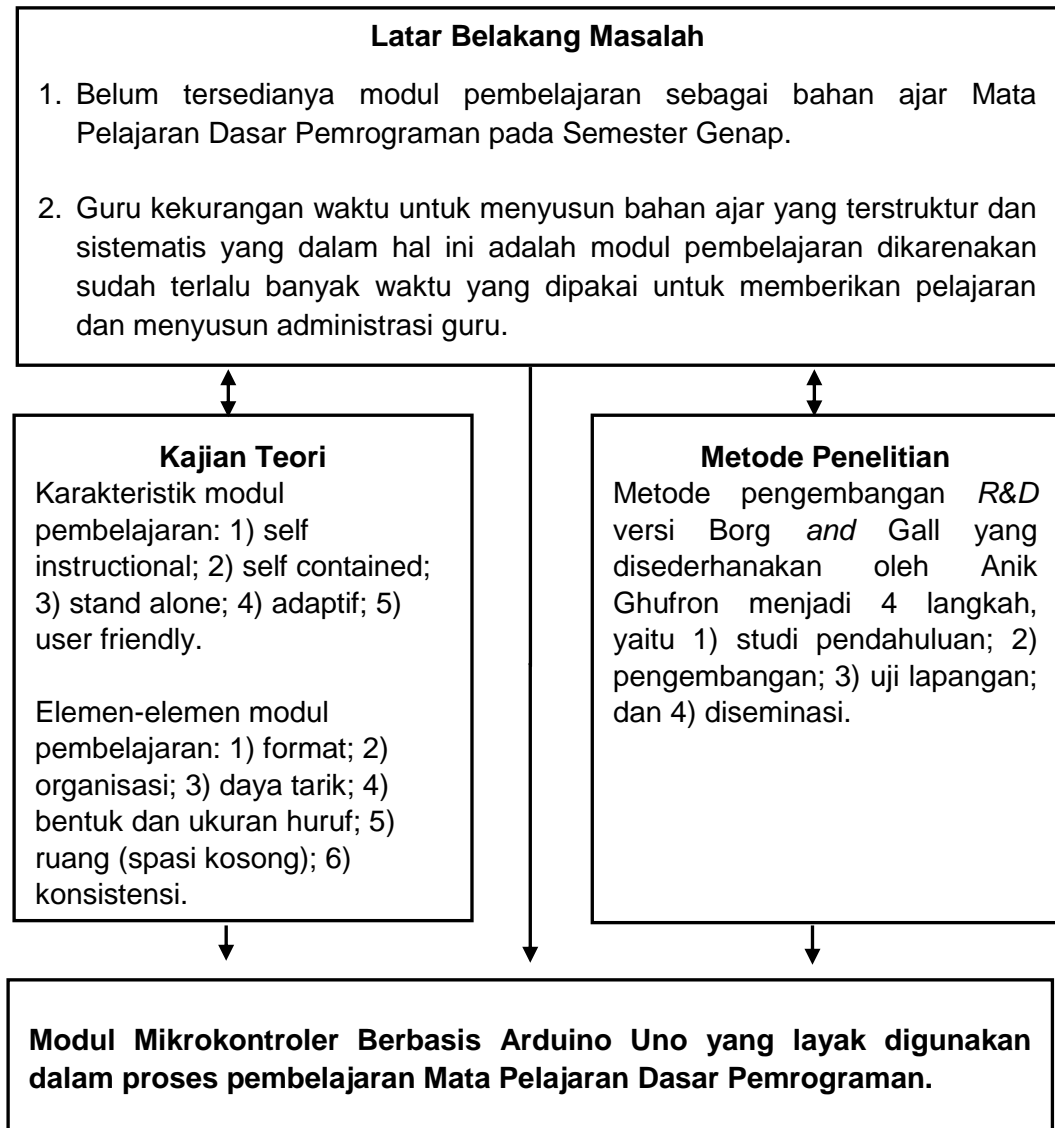 Latar Belakang Masalah
1. Belum tersedianya modul pembelajaran sebagai bahan ajar Mata
Pelajaran Dasar Pemrograman pada Semester Genap.
2. Guru kekurangan waktu untuk menyusun bahan ajar yang terstruktur dan
sistematis yang dalam hal ini adalah modul pembelajaran dikarenakan
sudah terlalu banyak waktu yang dipakai untuk memberikan pelajaran
dan menyusun administrasi guru.
Kajian Teori
Karakteristik modul
pembelajaran: 1) self
instructional; 2) self contained;
3) stand alone; 4) adaptif; 5)
user friendly.
Elemen-elemen modul
pembelajaran: 1) format; 2)
organisasi; 3) daya tarik; 4)
bentuk dan ukuran huruf; 5)
ruang (spasi kosong); 6)
konsistensi.
Metode Penelitian
Metode pengembangan R&D
versi Borg and Gall yang
disederhanakan oleh Anik
Ghufron menjadi 4 langkah,
yaitu 1) studi pendahuluan; 2)
pengembangan; 3) uji lapangan;
dan 4) diseminasi.
Modul Mikrokontroler Berbasis Arduino Uno yang layak digunakan
dalam proses pembelajaran Mata Pelajaran Dasar Pemrograman.